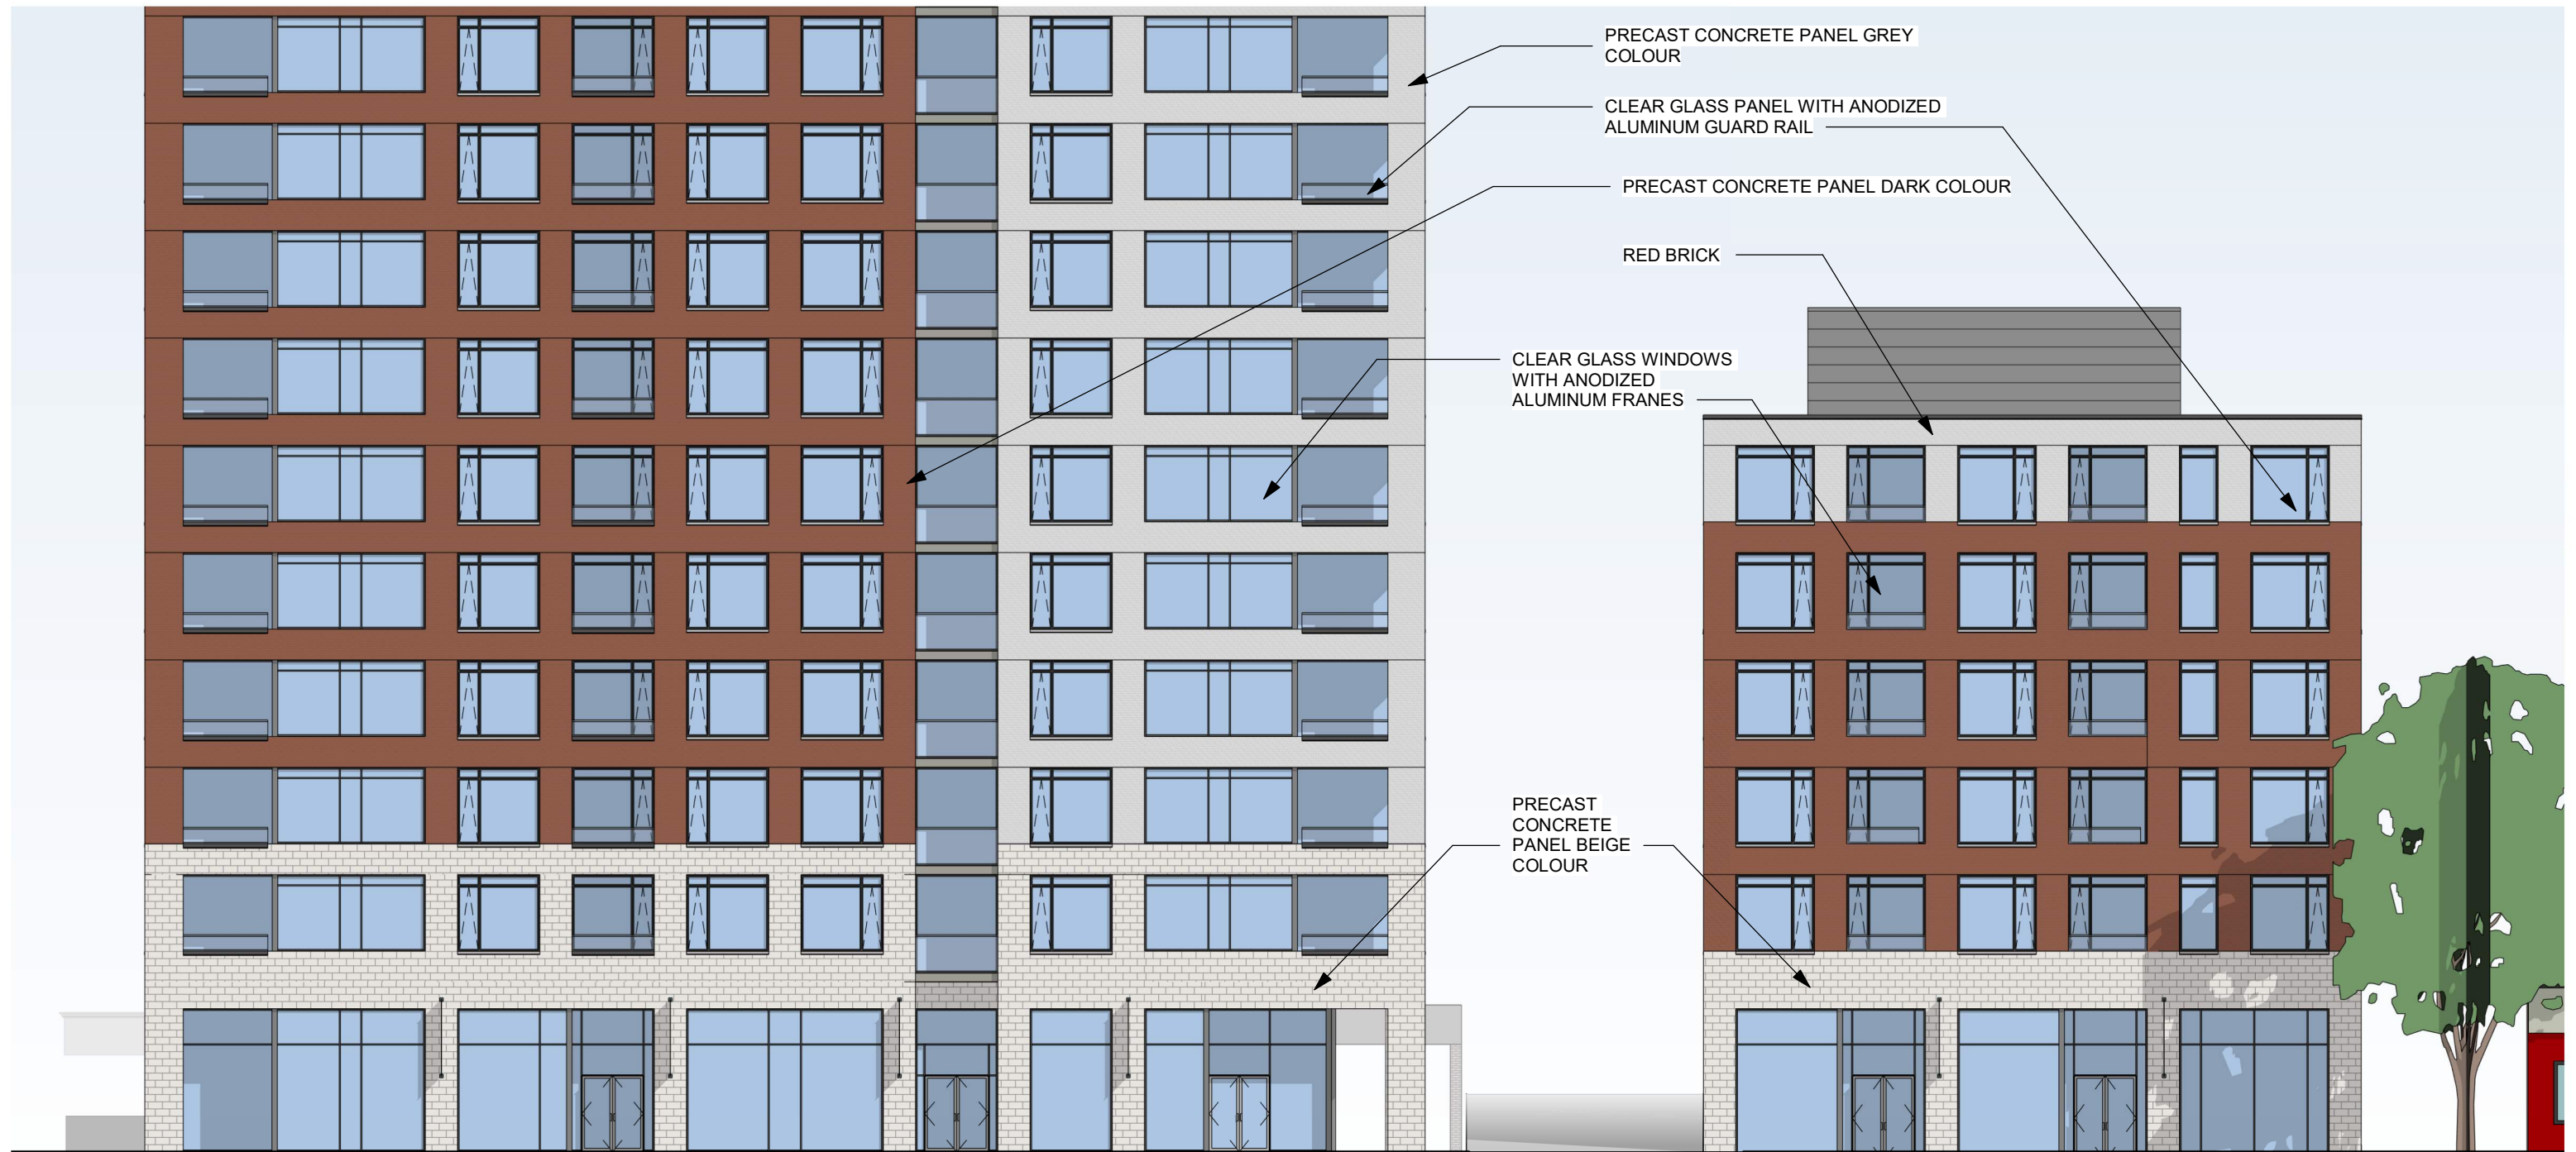 PRECAST CONCRETE PANEL GREY
COLOUR
CLEAR GLASS PANEL WITH ANODIZED
ALUMINUM GUARD RAIL
PRECAST CONCRETE PANEL DARK COLOUR
RED BRICK
CLEAR GLASS WINDOWS
WITH ANODIZED
ALUMINUM FRANES
PRECAST
CONCRETE
PANEL BEIGE
COLOUR